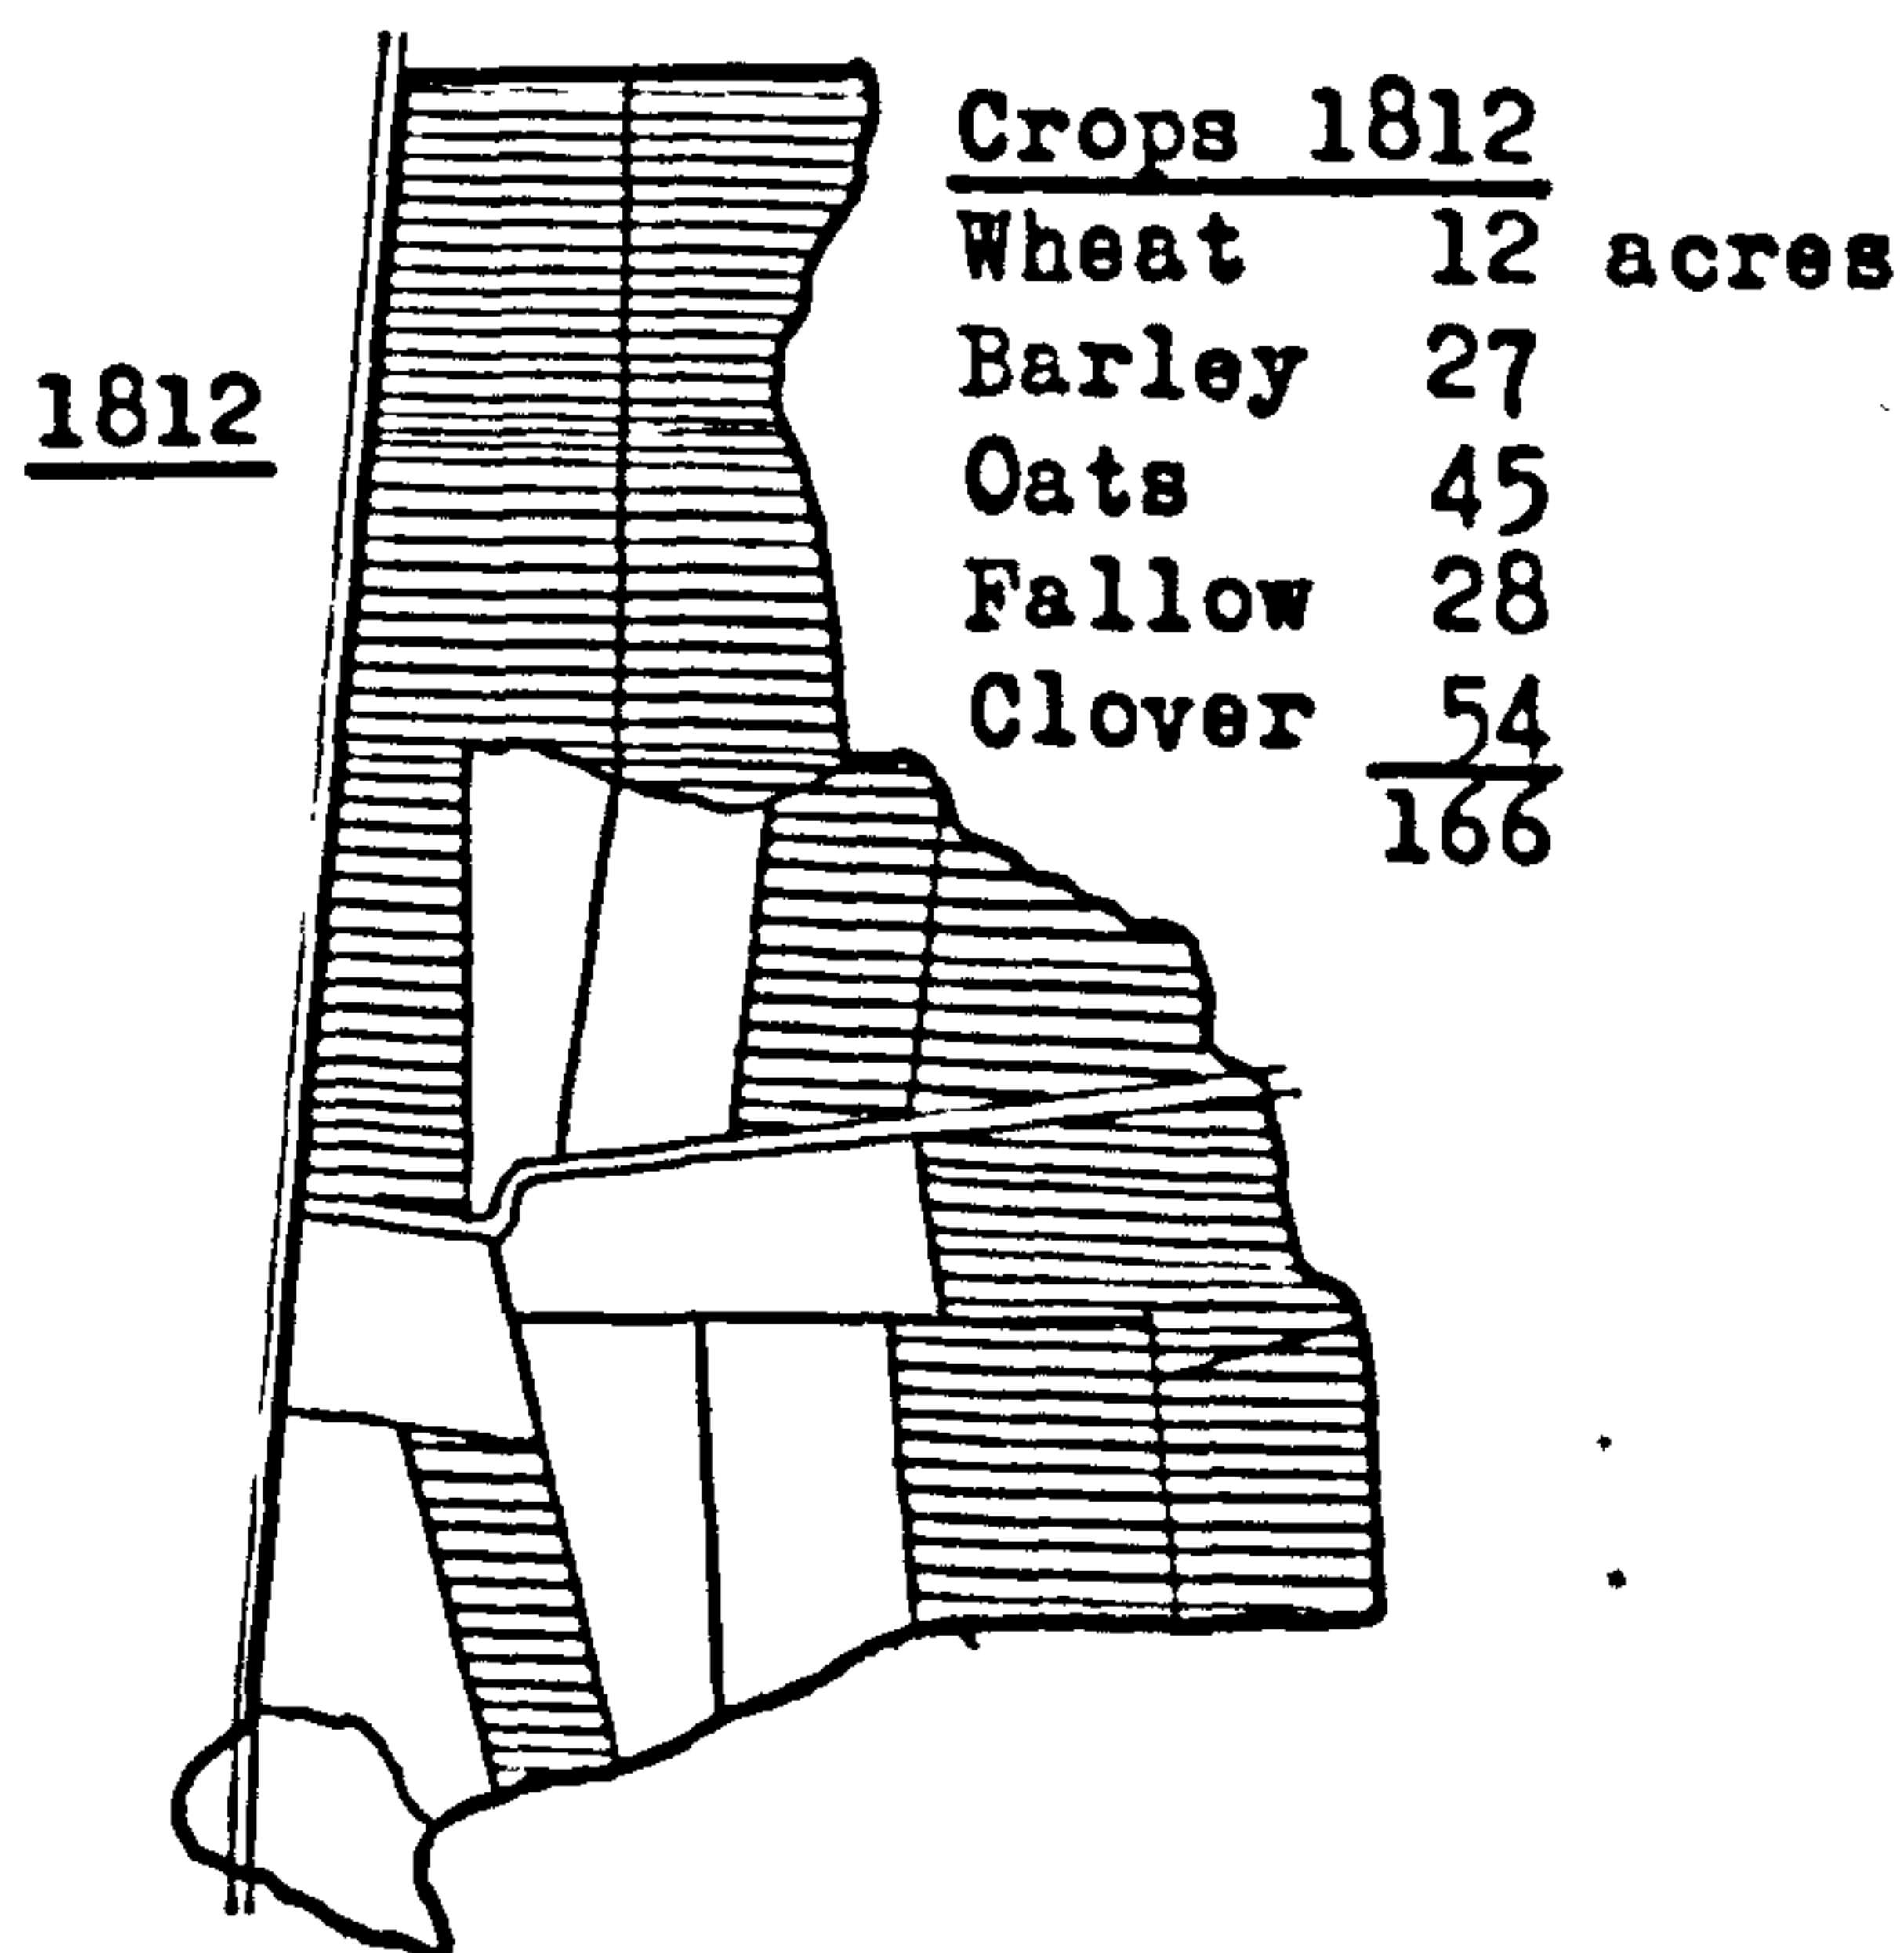 1812
Crops 1812
Wheat 12 acres
Barley 27
Oats 45
Fallow 28
Clover 54
166